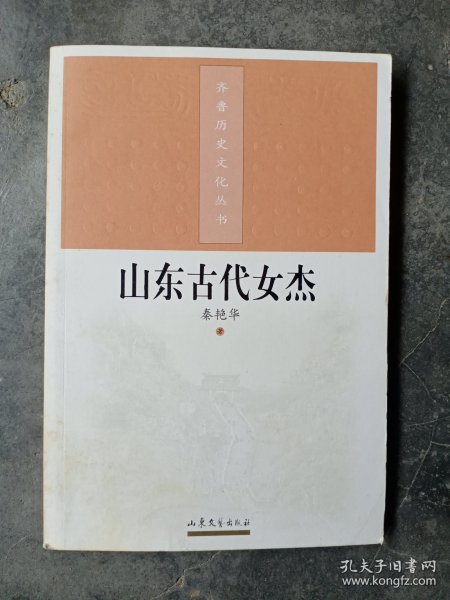 齐鲁历史文化丛书
山东古代女杰
秦艳华
著
山东文艺出版社
孔夫子旧书网
www.kongfz.com